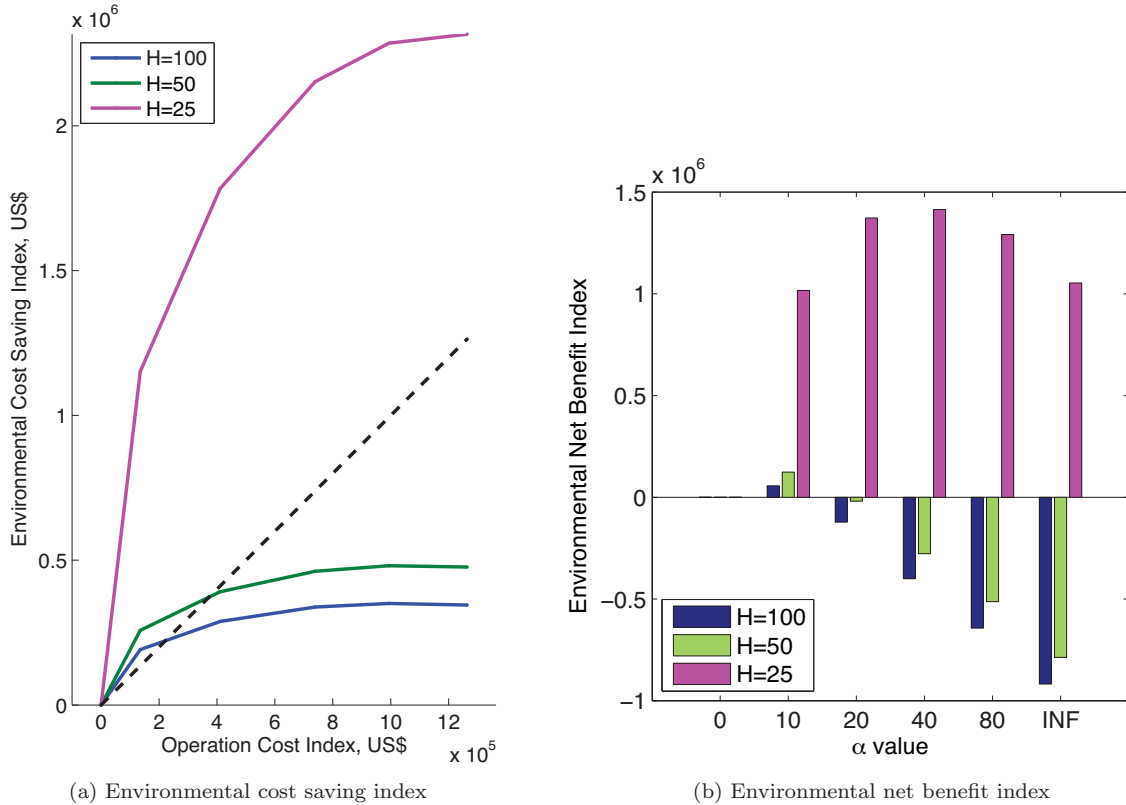 x 10^6
H=100
H=50
H=25
2
1.5
1
0.5
0
Environmental Cost Saving Index, US$
0 2 4 6 8 10 12
Operation Cost Index, US$
x 10^5
(a) Environmental cost saving index
x 10^6
1.5
1
0.5
0
−0.5
−1
Environmental Net Benefit Index
H=100
H=50
H=25
0 10 20 40 80 INF
α value
(b) Environmental net benefit index